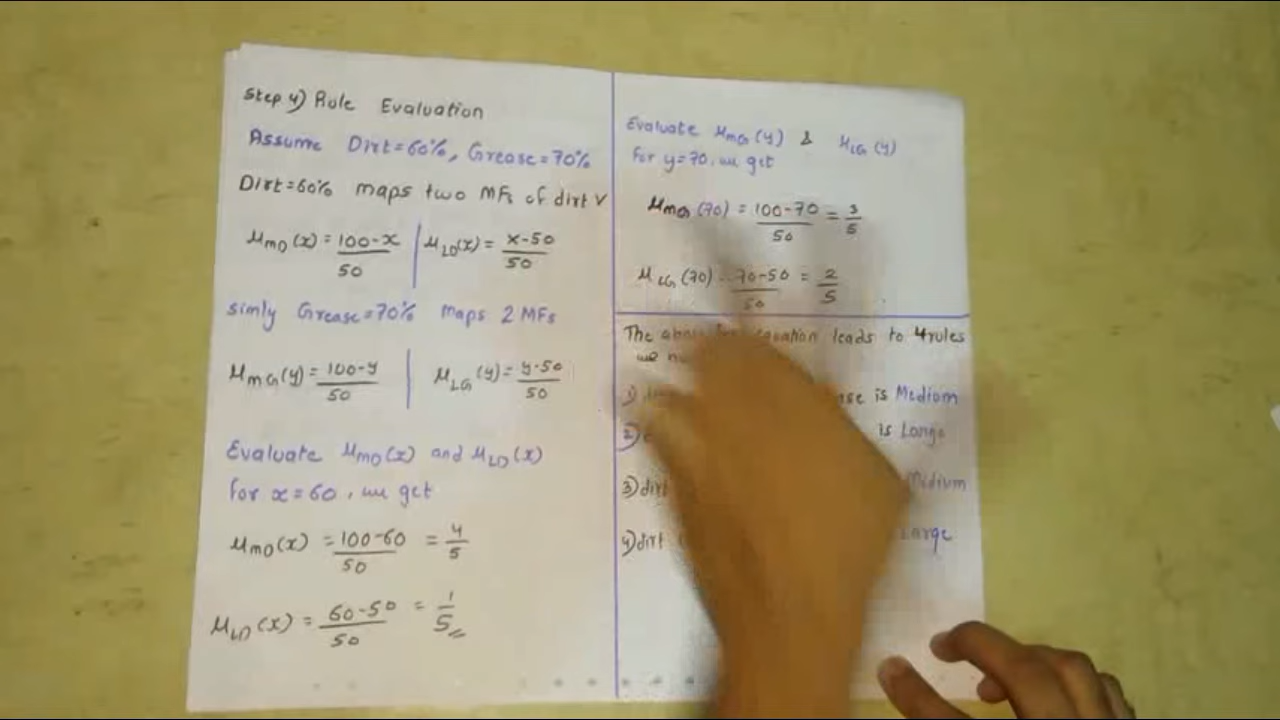 Step 4) Rule Evaluation
Assume Dirt=60%, Grease=70%
Dirt=60% maps two MFs of dirt V
μMD(x) = 100-x / 50 | μLD(x) = x-50 / 50
simly Grease=70% maps 2 MFs
μMG(y) = 100-y / 50 | μLG(y) = y-50 / 50
Evaluate μMD(x) and μLD(x)
for x=60, we get
μMD(x) = 100-60 / 50 = 4/5
μLD(x) = 60-50 / 50 = 1/5
Evaluate μMG(y) & μLG(y)
for y=70, we get
μMG(70) = 100-70 / 50 = 3/5
μLG(70) 70-50 / 50 = 2/5
The equation leads to 4 rules
we
1) is Medium
2) is Large
3) dirt Medium
4) dirt Large